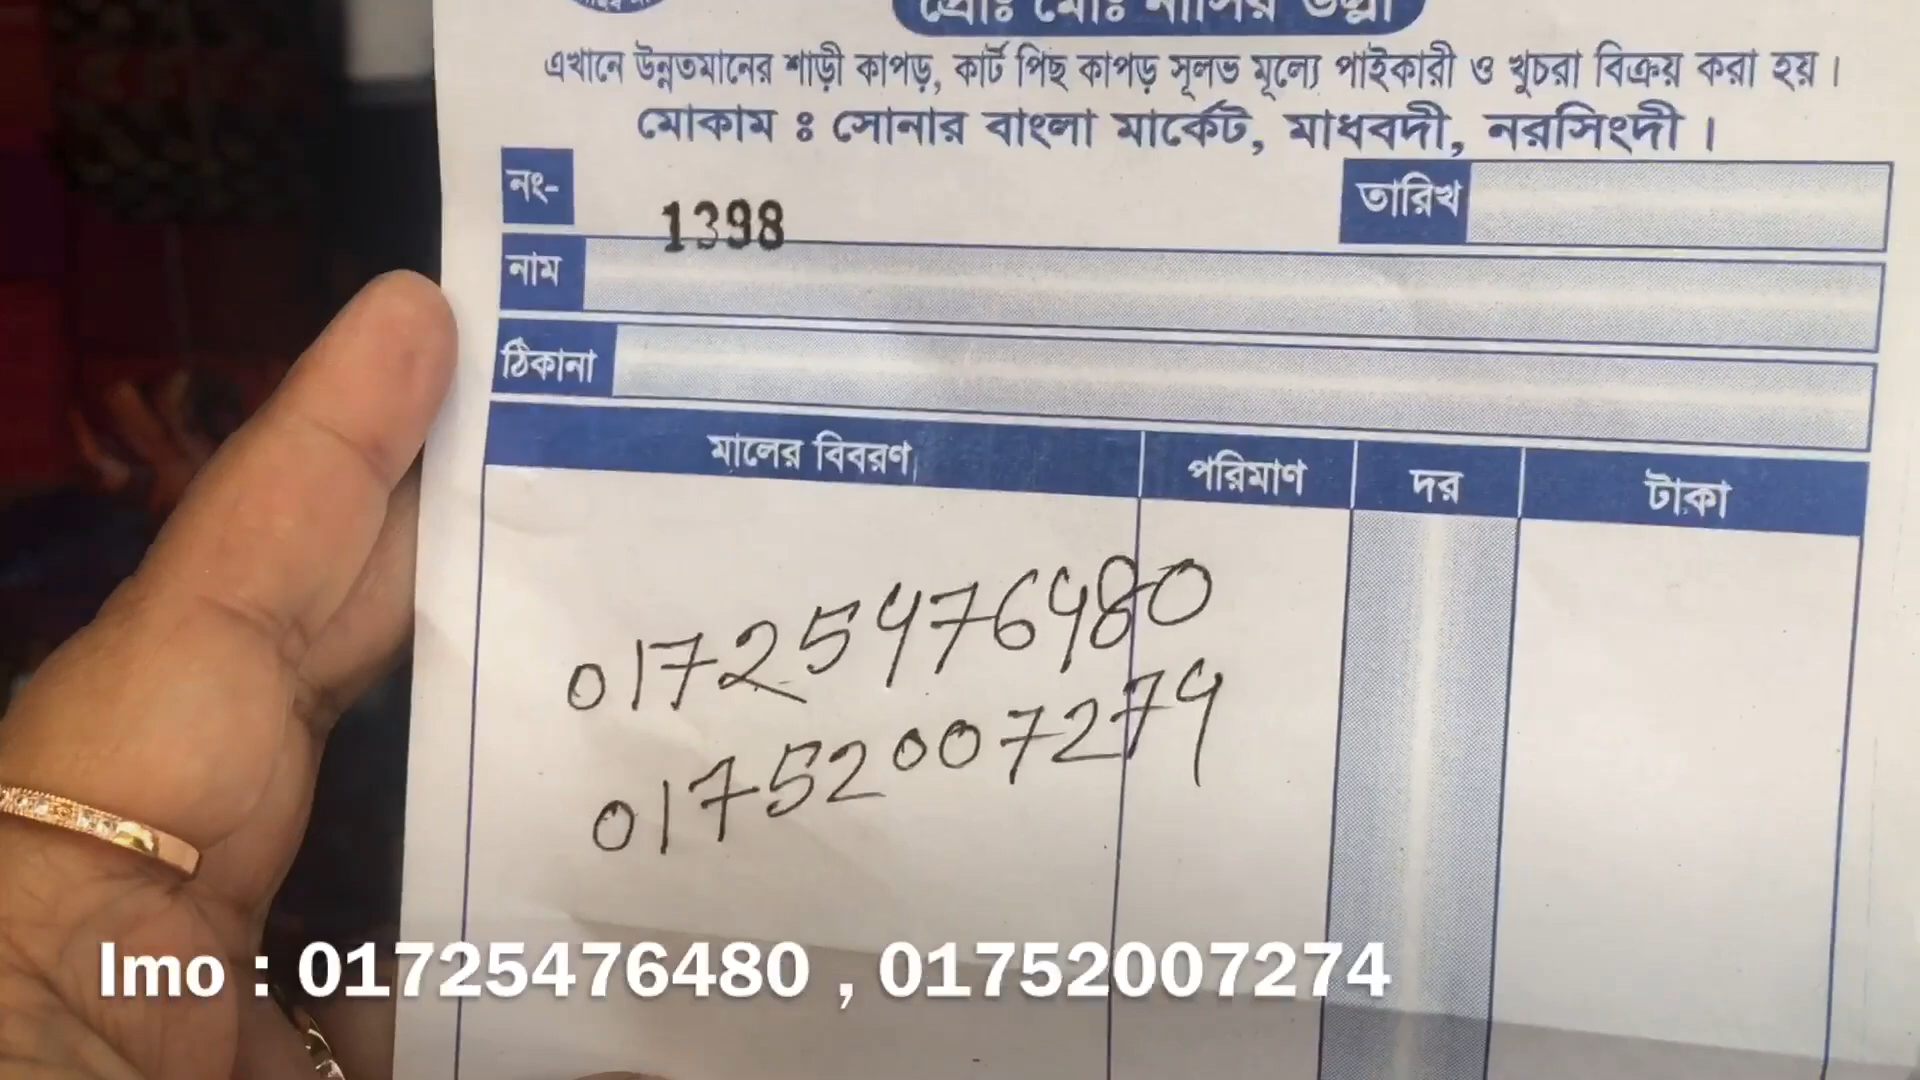 প্রোঃ মোঃ নাসির উল্লা
এখানে উন্নতমানের শাড়ী কাপড়, কার্ট পিছ কাপড় সূলভ মূল্যে পাইকারী ও খুচরা বিক্রয় করা হয়।
মোকাম ঃ সোনার বাংলা মার্কেট, মাধবদী, নরসিংদী।
নং- 1398 তারিখ
নাম
ঠিকানা
মালের বিবরণ পরিমাণ দর টাকা
01725476480
01752007274
Imo : 01725476480 , 01752007274